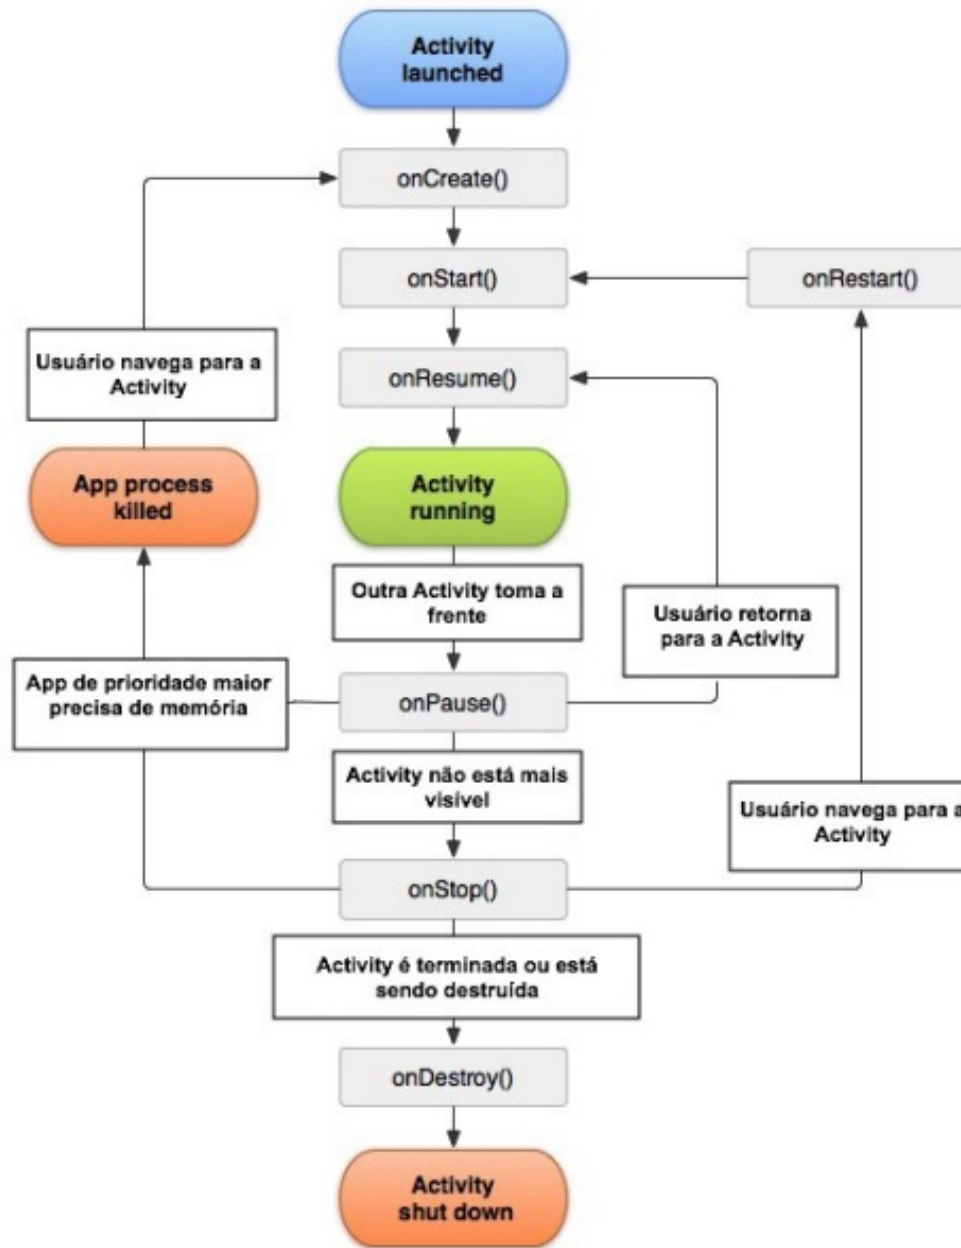 Activity
launched
onCreate()
onStart()
onRestart()
Usuário navega para a
Activity
onResume()
App process
killed
Activity
running
Outra Activity toma a
frente
Usuário retorna
para a Activity
App de prioridade maior
precisa de memória
onPause()
Activity não está mais
visível
Usuário navega para a
Activity
onStop()
Activity é terminada ou está
sendo destruída
onDestroy()
Activity
shut down